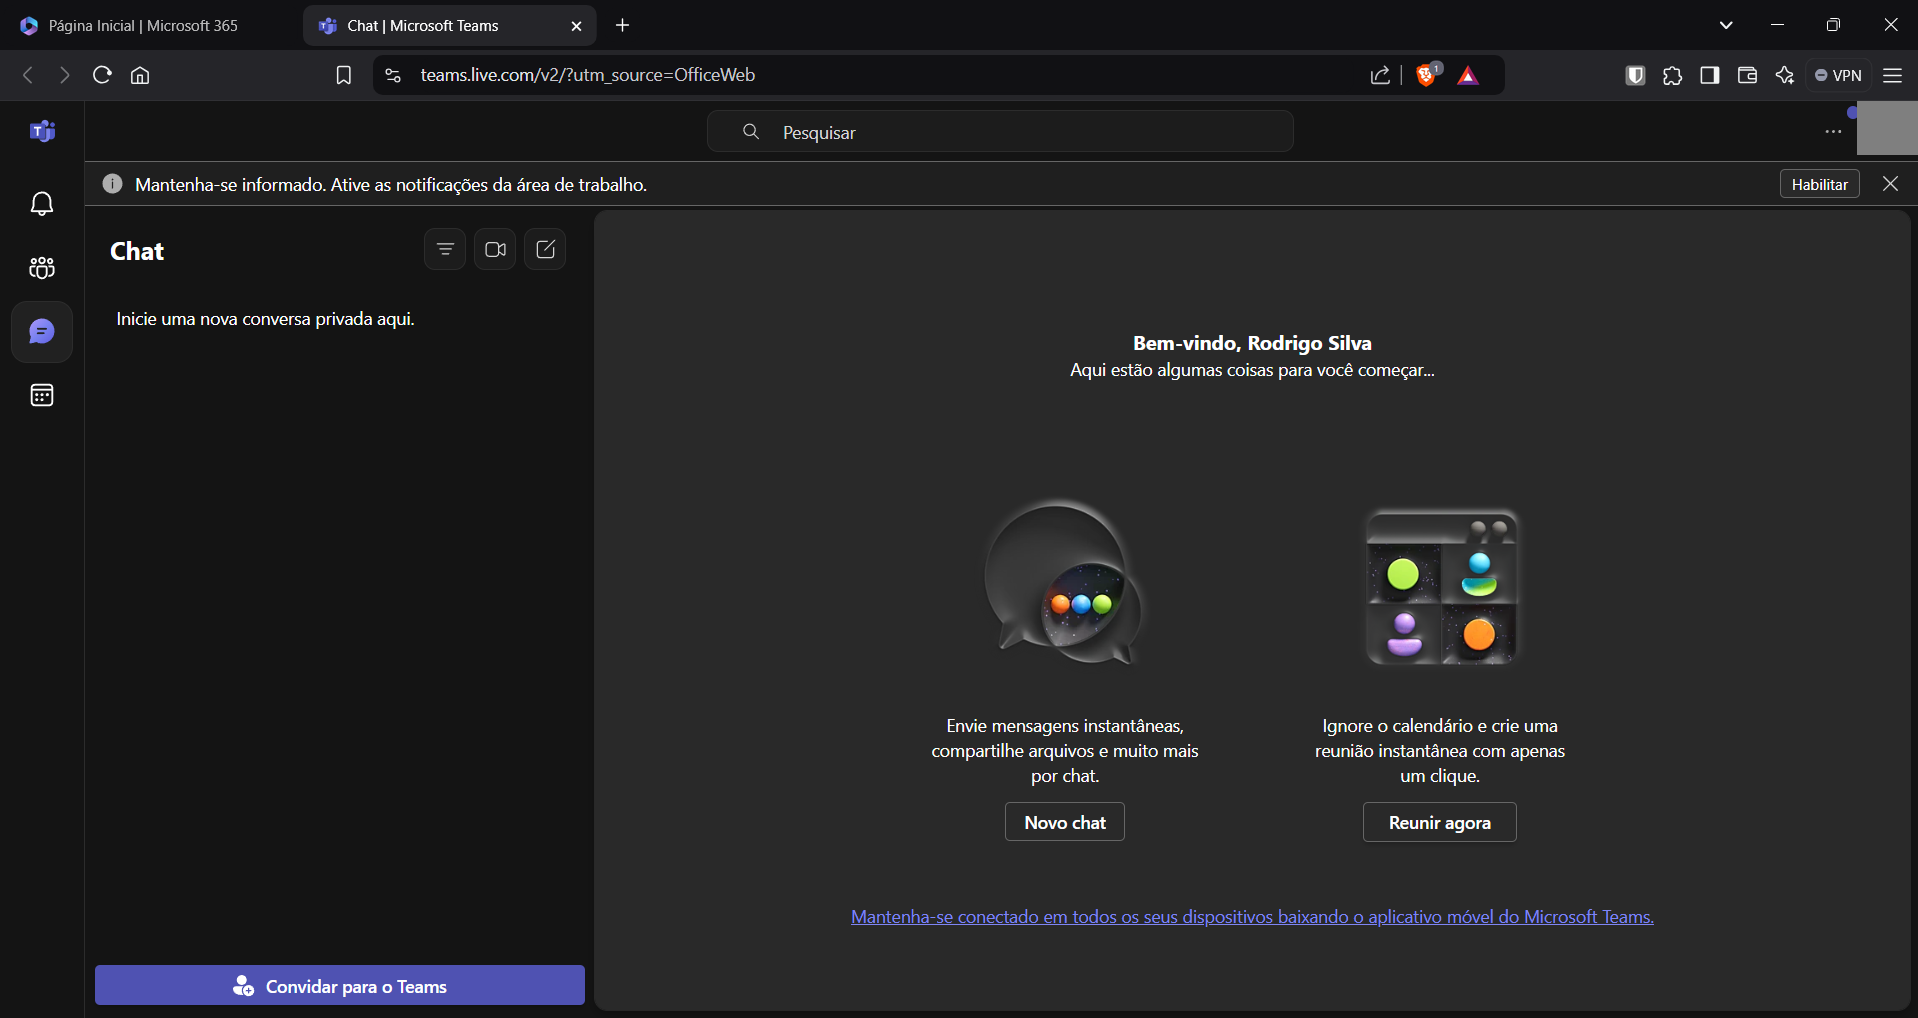 Página Inicial | Microsoft 365
Chat | Microsoft Teams
teams.live.com/v2/?utm_source=OfficeWeb
1
VPN
T
Pesquisar
Mantenha-se informado. Ative as notificações da área de trabalho.
Habilitar
Chat
Inicie uma nova conversa privada aqui.
Bem-vindo, Rodrigo Silva
Aqui estão algumas coisas para você começar...
Envie mensagens instantâneas,
compartilhe arquivos e muito mais
por chat.
Novo chat
Ignore o calendário e crie uma
reunião instantânea com apenas
um clique.
Reunir agora
Mantenha-se conectado em todos os seus dispositivos baixando o aplicativo móvel do Microsoft Teams.
Convidar para o Teams